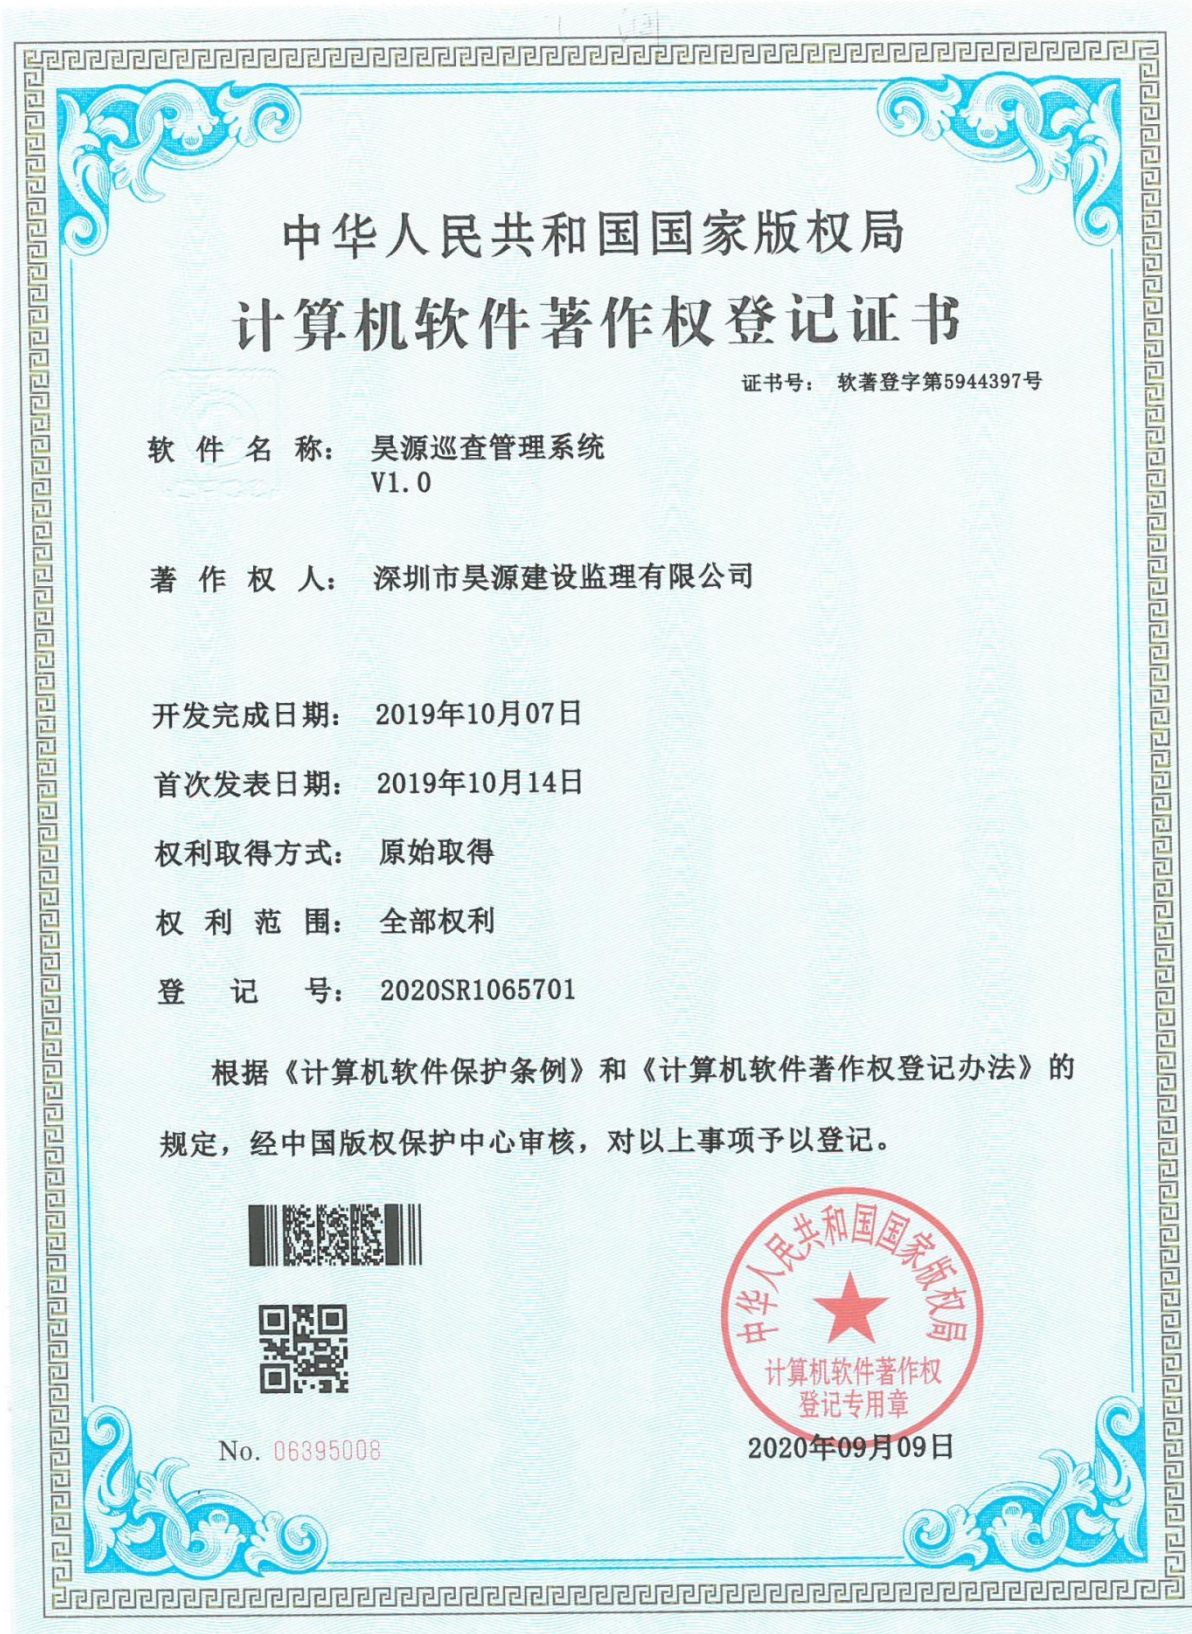 中华人民共和国国家版权局
计算机软件著作权登记证书
证书号： 软著登字第5944397号
软件名称： 昊源巡查管理系统
V1.0
著作权人： 深圳市昊源建设监理有限公司
开发完成日期： 2019年10月07日
首次发表日期： 2019年10月14日
权利取得方式： 原始取得
权利范围： 全部权利
登记号： 2020SR1065701
根据《计算机软件保护条例》和《计算机软件著作权登记办法》的
规定，经中国版权保护中心审核，对以上事项予以登记。
中华人民共和国国家版权局
计算机软件著作权
登记专用章
No. 06395008
2020年09月09日